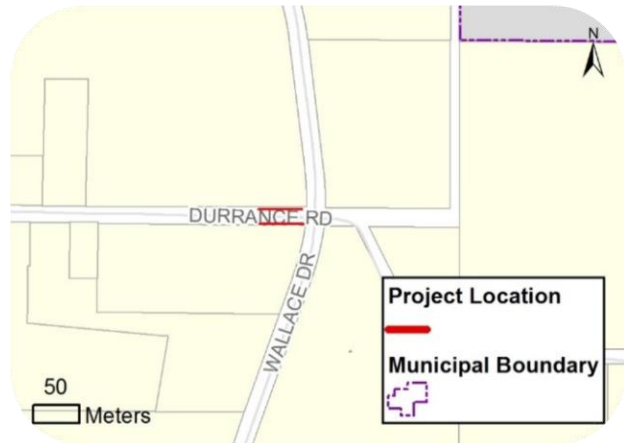 N
DURRANCE RD
WALLACE DR
Project Location
Municipal Boundary
50
Meters